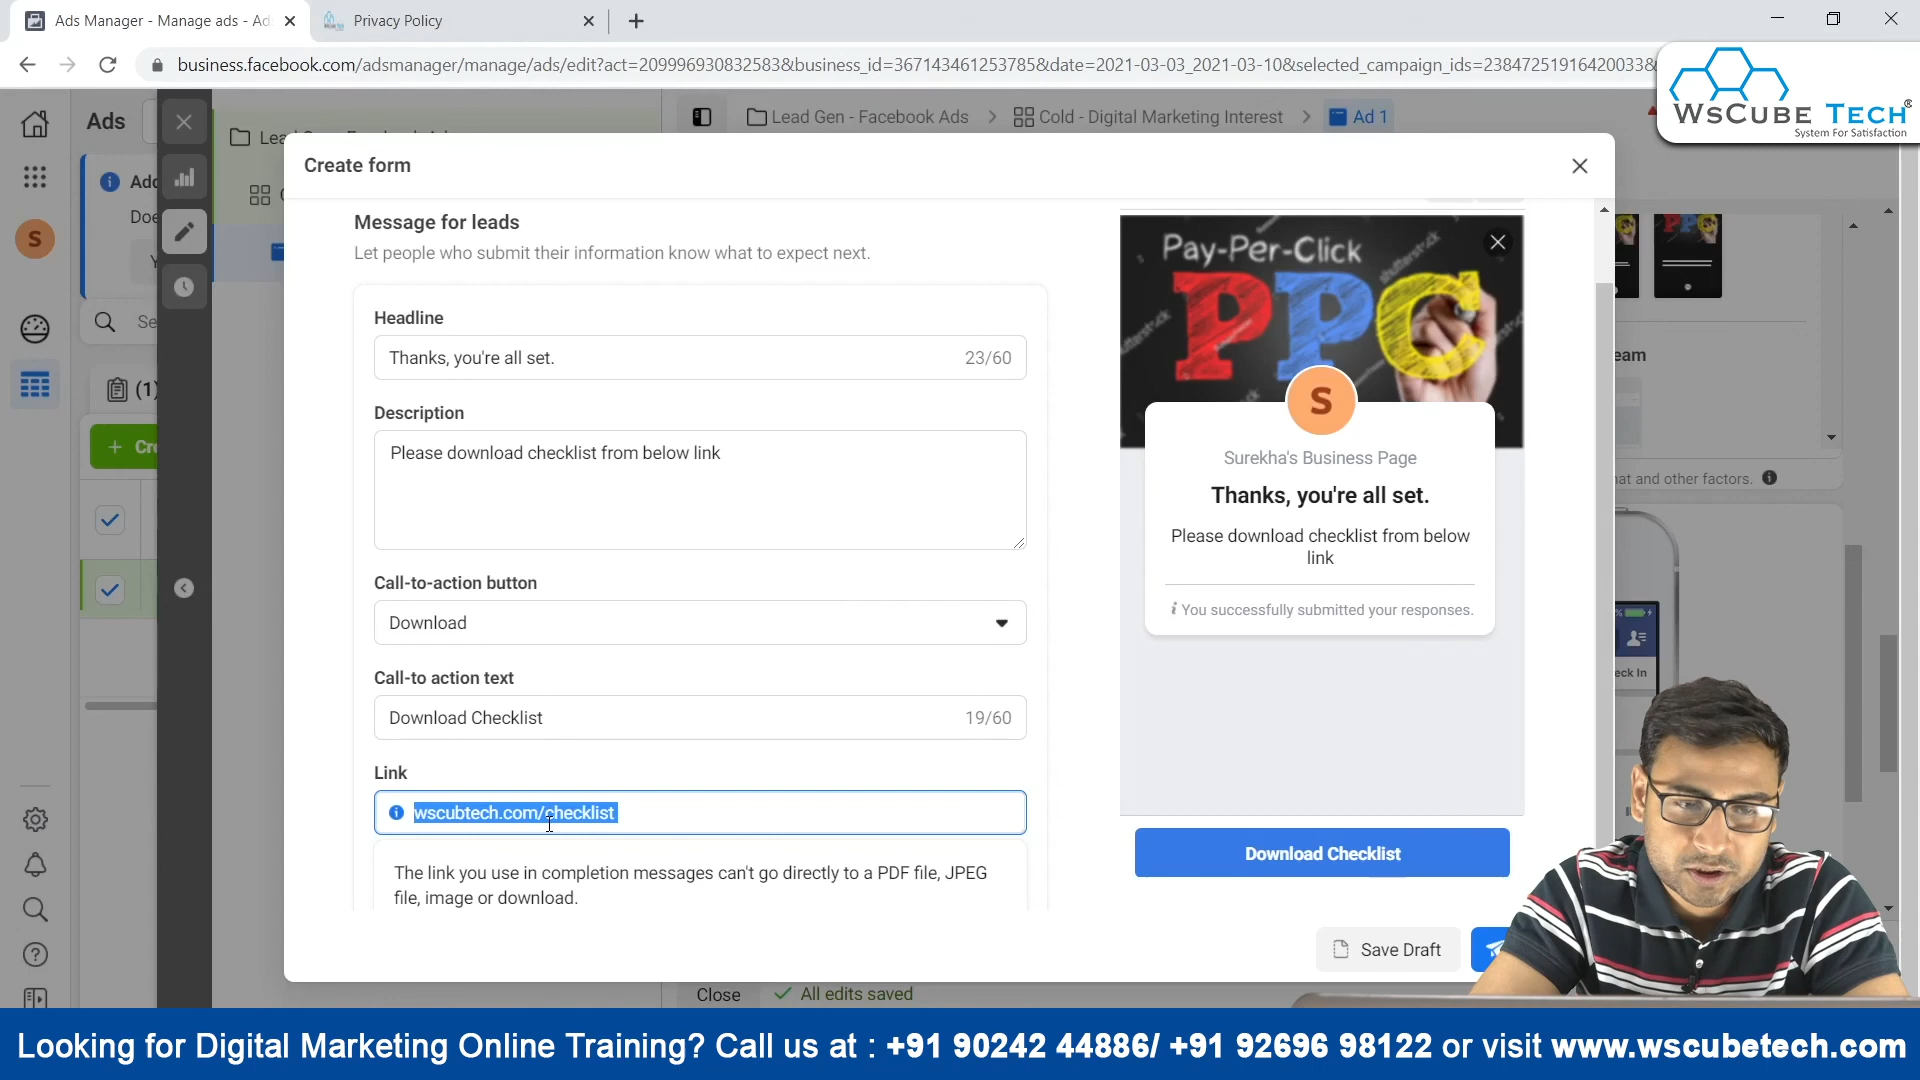 Ads Manager - Manage ads - Ad
Privacy Policy
business.facebook.com/adsmanager/manage/ads/edit?act=209996930832583&business_id=367143461253785&date=2021-03-03_2021-03-10&selected_campaign_ids=23847251916420033&
WsCube Tech®
System For Satisfaction
Ads
Lead Gen - Facebook Ads
Cold - Digital Marketing Interest
Ad 1
Create form
S
Message for leads
Let people who submit their information know what to expect next.
Headline
Thanks, you're all set.
23/60
Description
Please download checklist from below link
Call-to-action button
Download
Call-to action text
Download Checklist
19/60
Link
wscubtech.com/checklist
The link you use in completion messages can't go directly to a PDF file, JPEG
file, image or download.
Pay-Per-Click
PPC
shutterstock
S
Surekha's Business Page
Thanks, you're all set.
Please download checklist from below
link
You successfully submitted your responses.
Download Checklist
Save Draft
(1)
and other factors.
eck In
Close
All edits saved
Looking for Digital Marketing Online Training? Call us at : +91 90242 44886/ +91 92696 98122 or visit www.wscubetech.com